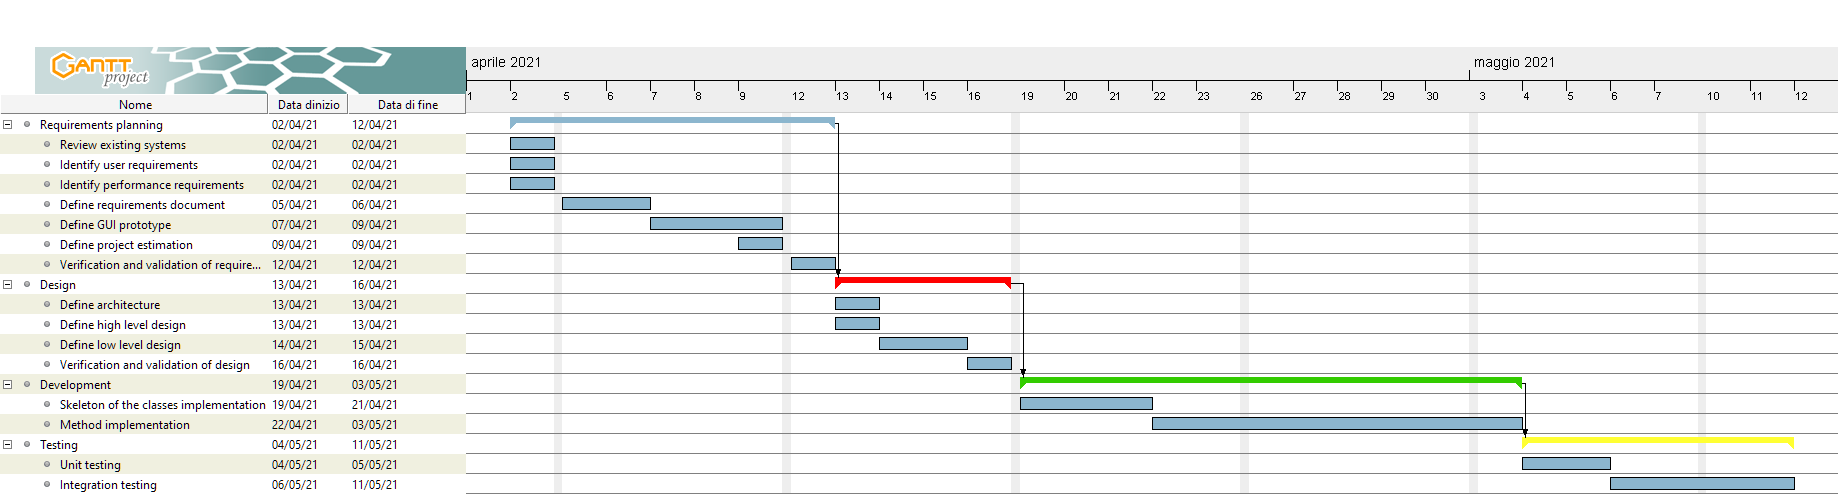 GANTT
project
aprile 2021
maggio 2021
1 2 5 6 7 8 9 12 13 14 15 16 19 20 21 22 23 26 27 28 29 30 3 4 5 6 7 10 11 12
Nome Data dinizio Data di fine
Requirements planning 02/04/21 12/04/21
Review existing systems 02/04/21 02/04/21
Identify user requirements 02/04/21 02/04/21
Identify performance requirements 02/04/21 02/04/21
Define requirements document 05/04/21 06/04/21
Define GUI prototype 07/04/21 09/04/21
Define project estimation 09/04/21 09/04/21
Verification and validation of require... 12/04/21 12/04/21
Design 13/04/21 16/04/21
Define architecture 13/04/21 13/04/21
Define high level design 13/04/21 13/04/21
Define low level design 14/04/21 15/04/21
Verification and validation of design 16/04/21 16/04/21
Development 19/04/21 03/05/21
Skeleton of the classes implementation 19/04/21 21/04/21
Method implementation 22/04/21 03/05/21
Testing 04/05/21 11/05/21
Unit testing 04/05/21 05/05/21
Integration testing 06/05/21 11/05/21